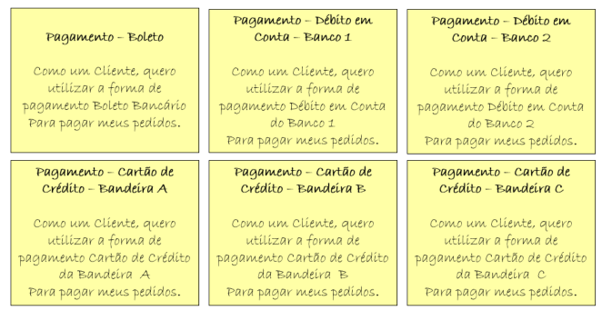 Pagamento – Boleto
Como um Cliente, quero
utilizar a forma de
pagamento Boleto Bancário
Para pagar meus pedidos.
Pagamento – Débito em
Conta – Banco 1
Como um Cliente, quero
utilizar a forma de
pagamento Débito em Conta
do Banco 1
Para pagar meus pedidos.
Pagamento – Débito em
Conta – Banco 2
Como um Cliente, quero
utilizar a forma de
pagamento Débito em Conta
do Banco 2
Para pagar meus pedidos.
Pagamento – Cartão de
Crédito – Bandeira A
Como um Cliente, quero
utilizar a forma de
pagamento Cartão de Crédito
da Bandeira A
Para pagar meus pedidos.
Pagamento – Cartão de
Crédito – Bandeira B
Como um Cliente, quero
utilizar a forma de
pagamento Cartão de Crédito
da Bandeira B
Para pagar meus pedidos.
Pagamento – Cartão de
Crédito – Bandeira C
Como um Cliente, quero
utilizar a forma de
pagamento Cartão de Crédito
da Bandeira C
Para pagar meus pedidos.